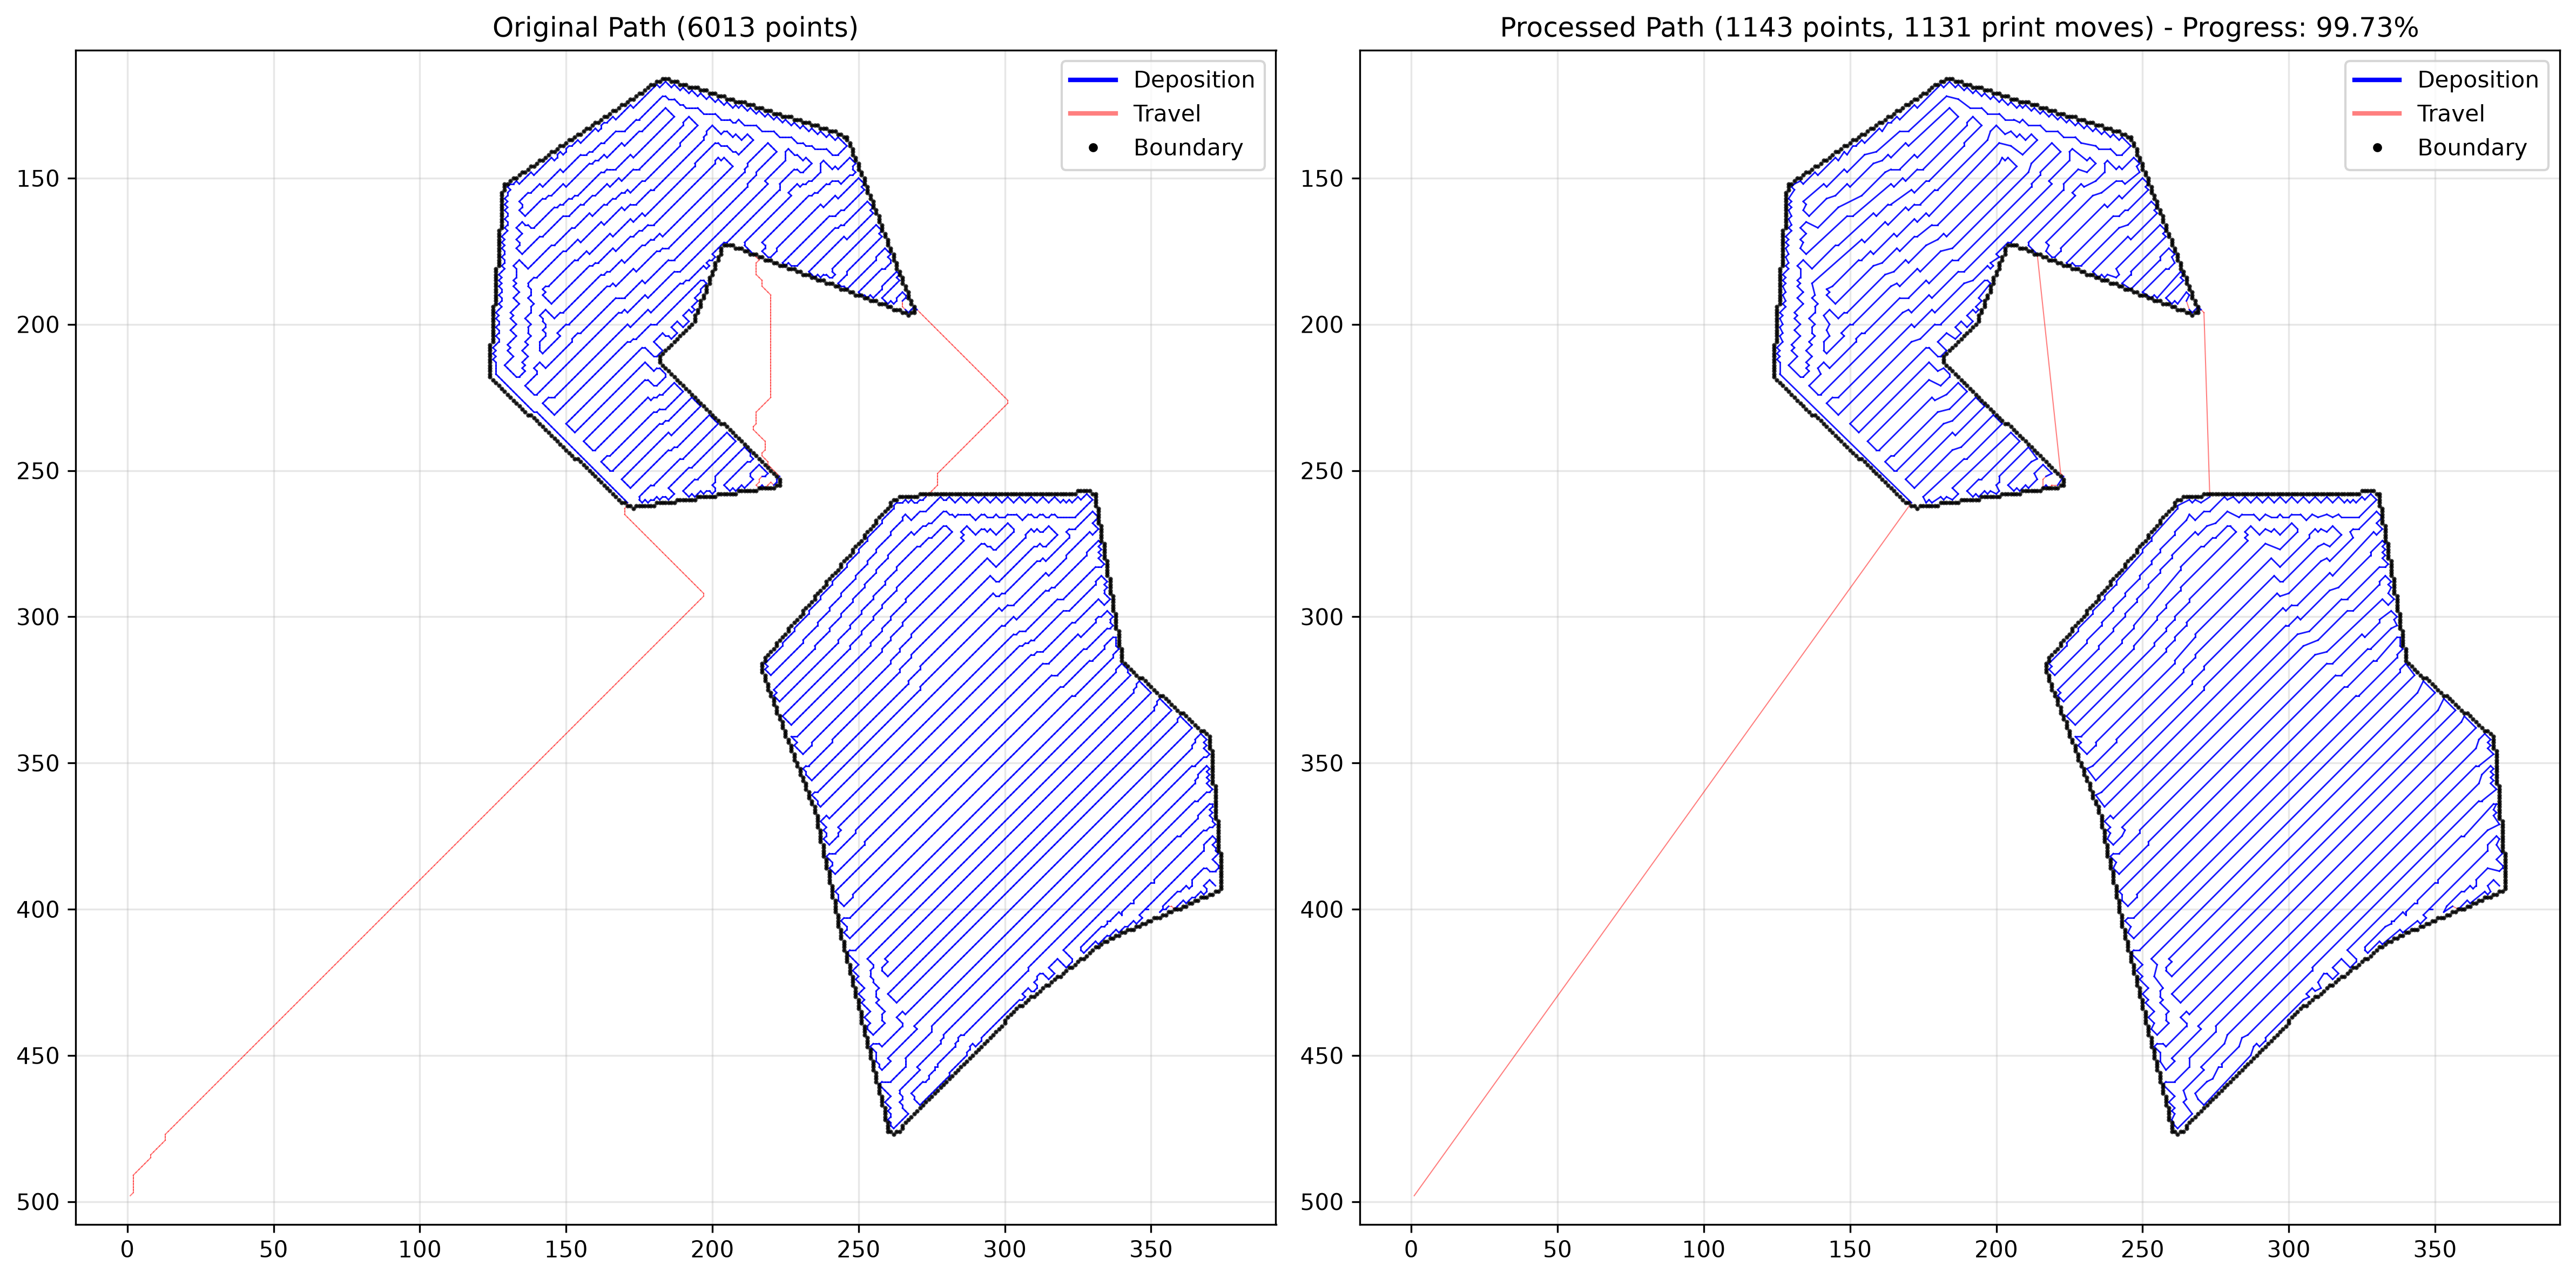 Original Path (6013 points)
Deposition
Travel
Boundary
150
200
250
300
350
400
450
500
0 50 100 150 200 250 300 350
Processed Path (1143 points, 1131 print moves) - Progress: 99.73%
Deposition
Travel
Boundary
150
200
250
300
350
400
450
500
0 50 100 150 200 250 300 350